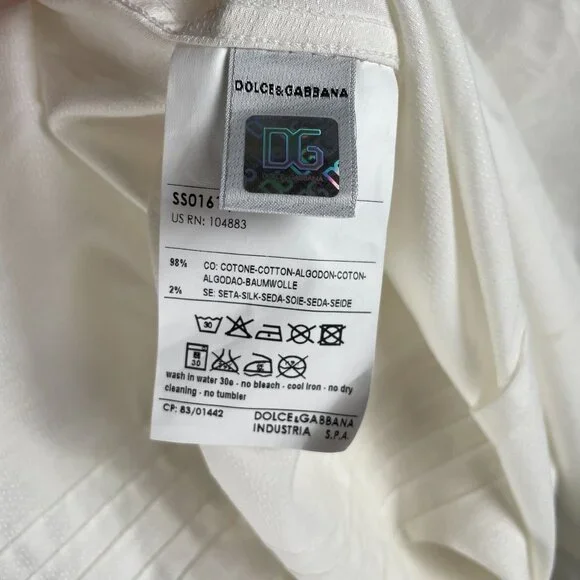 DOLCE&GABBANA
DG
SS016
US RN: 104883
98% CO: COTONE-COTTON-ALGODON-COTON-
ALGODAO-BAUMWOLLE
2% SE: SETA-SILK-SEDA-SOIE-SEDA-SEIDE
30
30
wash in water 30e - no bleach - cool iron - no dry
cleaning - no tumbler
CP: 83/01442 DOLCE&GABBANA
INDUSTRIA S.P.A.